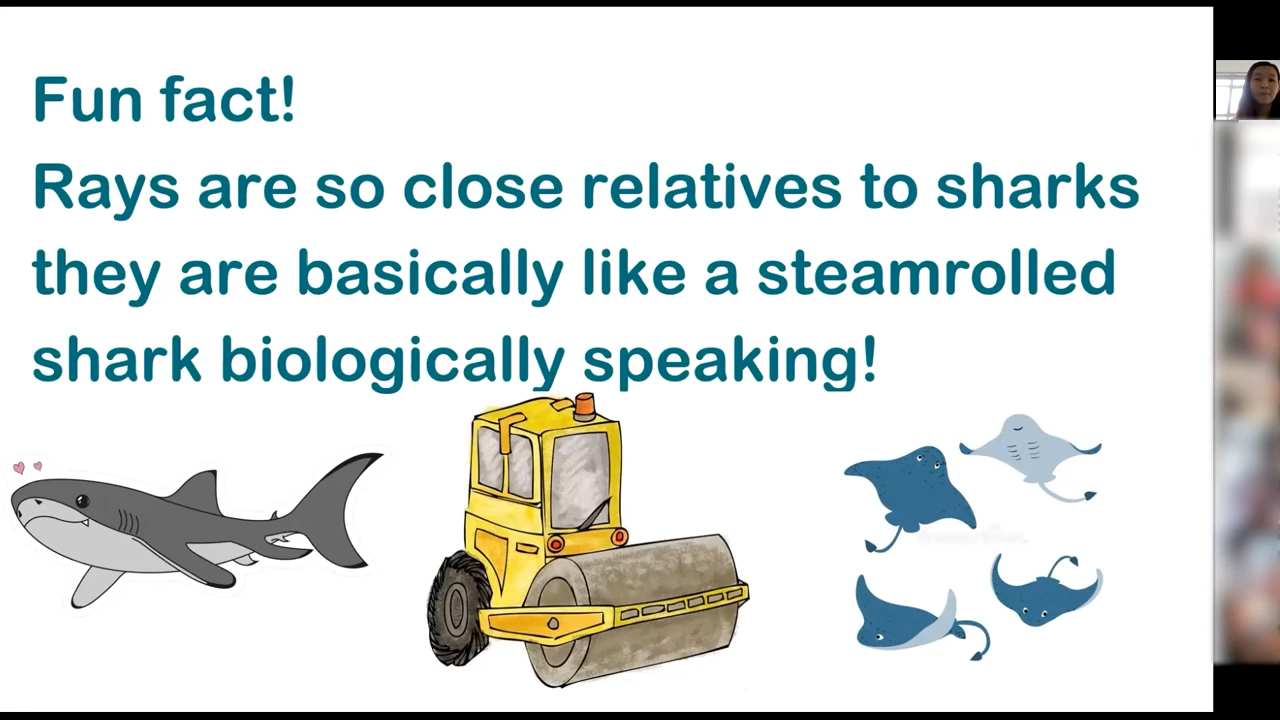 Fun fact!
Rays are so close relatives to sharks
they are basically like a steamrolled
shark biologically speaking!